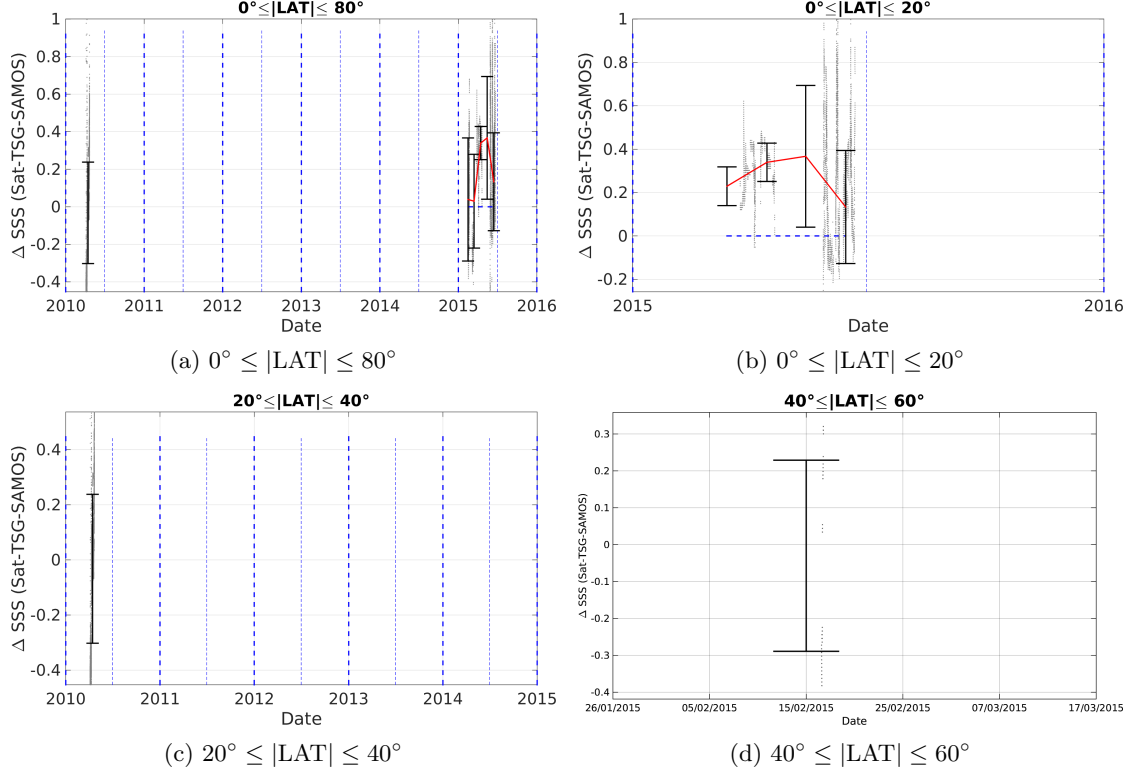 0°≤|LAT|≤ 80°
Δ SSS (Sat-TSG-SAMOS)
1
0.8
0.6
0.4
0.2
0
-0.2
-0.4
2010 2011 2012 2013 2014 2015 2016
Date
(a) 0° ≤ |LAT| ≤ 80°
0°≤|LAT|≤ 20°
Δ SSS (Sat-TSG-SAMOS)
1
0.8
0.6
0.4
0.2
0
-0.2
2015 2016
Date
(b) 0° ≤ |LAT| ≤ 20°
20°≤|LAT|≤ 40°
Δ SSS (Sat-TSG-SAMOS)
0.4
0.2
0
-0.2
-0.4
2010 2011 2012 2013 2014 2015
Date
(c) 20° ≤ |LAT| ≤ 40°
40°≤|LAT|≤ 60°
Δ SSS (Sat-TSG-SAMOS)
0.3
0.2
0.1
0
-0.1
-0.2
-0.3
-0.4
26/01/2015 05/02/2015 15/02/2015 25/02/2015 07/03/2015 17/03/2015
Date
(d) 40° ≤ |LAT| ≤ 60°